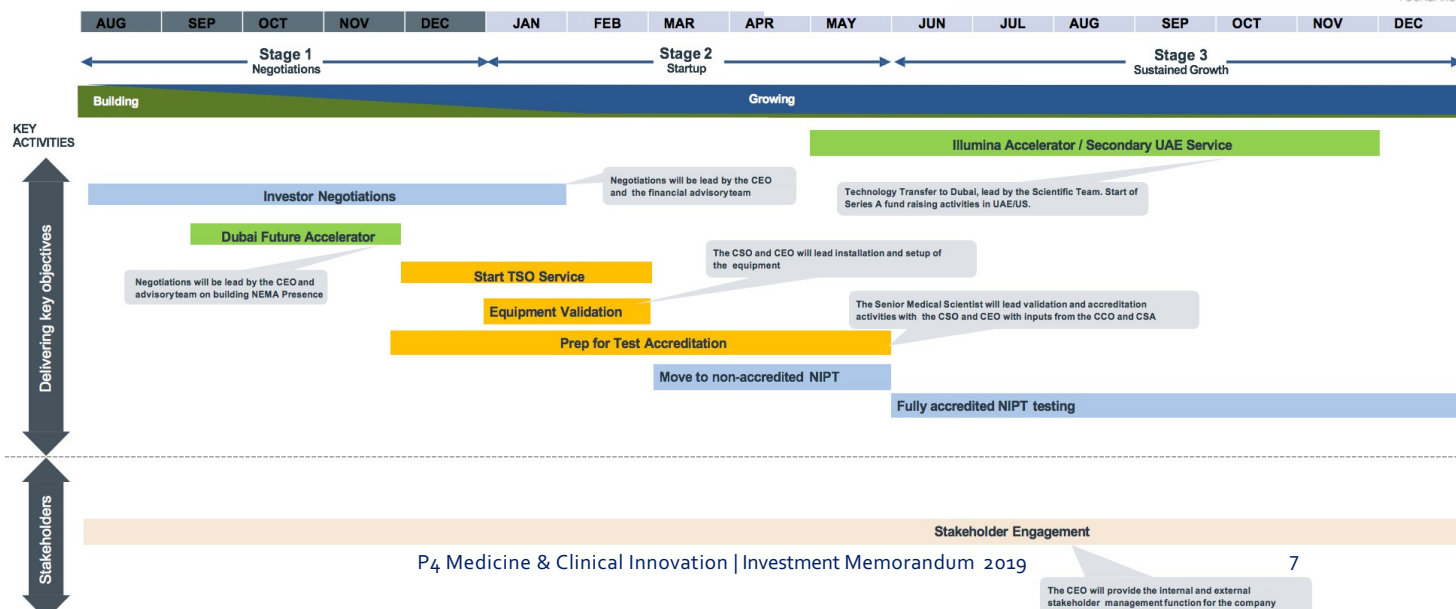 AUG SEP OCT NOV DEC JAN FEB MAR APR MAY JUN JUL AUG SEP OCT NOV DEC
Stage 1
Negotiations
Stage 2
Startup
Stage 3
Sustained Growth
Building
Growing
KEY
ACTIVITIES
Delivering key objectives
Illumina Accelerator / Secondary UAE Service
Investor Negotiations
Negotiations will be lead by the CEO
and the financial advisoryteam
Technology Transfer to Dubai, lead by the Scientific Team. Start of
Series A fund raising activities in UAE/US.
Dubai Future Accelerator
Negotiations will be lead by the CEO and
advisoryteam on building NEMA Presence
The CSO and CEO will lead installation and setup of
the equipment
Start TSO Service
Equipment Validation
The Senior Medical Scientist will lead validation and accreditation
activities with the CSO and CEO with inputs from the CCO and CSA
Prep for Test Accreditation
Move to non-accredited NIPT
Fully accredited NIPT testing
Stakeholders
Stakeholder Engagement
P4 Medicine & Clinical Innovation | Investment Memorandum 2019
7
The CEO will provide the internal and external
stakeholder management function for the company